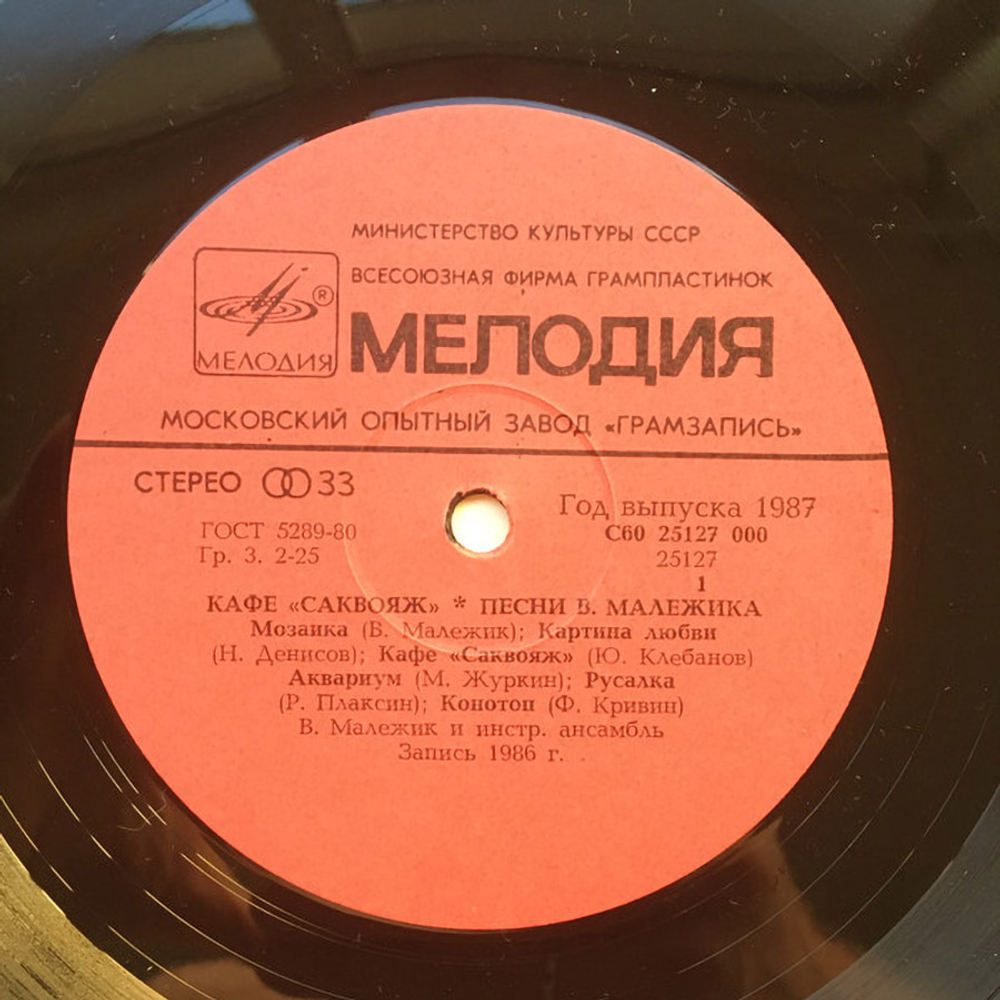 МИНИСТЕРСТВО КУЛЬТУРЫ СССР
ВСЕСОЮЗНАЯ ФИРМА ГРАМПЛАСТИНОК
®
МЕЛОДИЯ
МЕЛОДИЯ
МОСКОВСКИЙ ОПЫТНЫЙ ЗАВОД «ГРАМЗАПИСЬ»
СТЕРЕО 33
Год выпуска 1987
ГОСТ 5289-80
С60 25127 000
Гр. 3. 2-25
25127
1
КАФЕ «САКВОЯЖ» * ПЕСНИ В. МАЛЕЖИКА
Мозаика (В. Малежик); Картина любви
(Н. Денисов); Кафе «Саквояж» (Ю. Клебанов)
Аквариум (М. Журкин); Русалка
(Р. Плаксин); Конотоп (Ф. Кривин)
В. Малежик и инстр. ансамбль
Запись 1986 г.